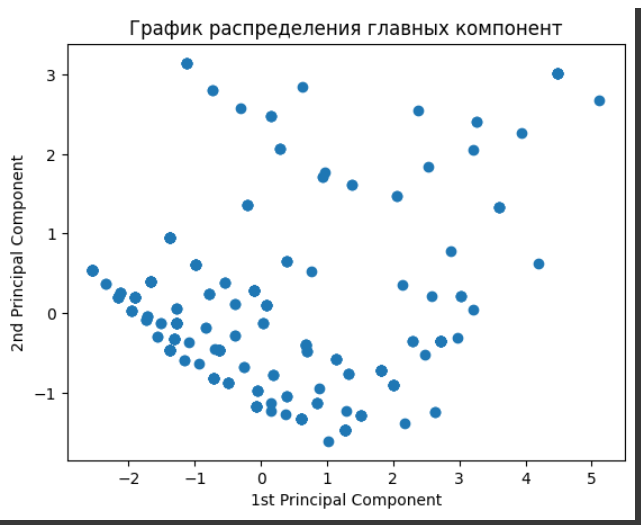 График распределения главных компонент
3
2
1
0
−1
2nd Principal Component
−2 −1 0 1 2 3 4 5
1st Principal Component